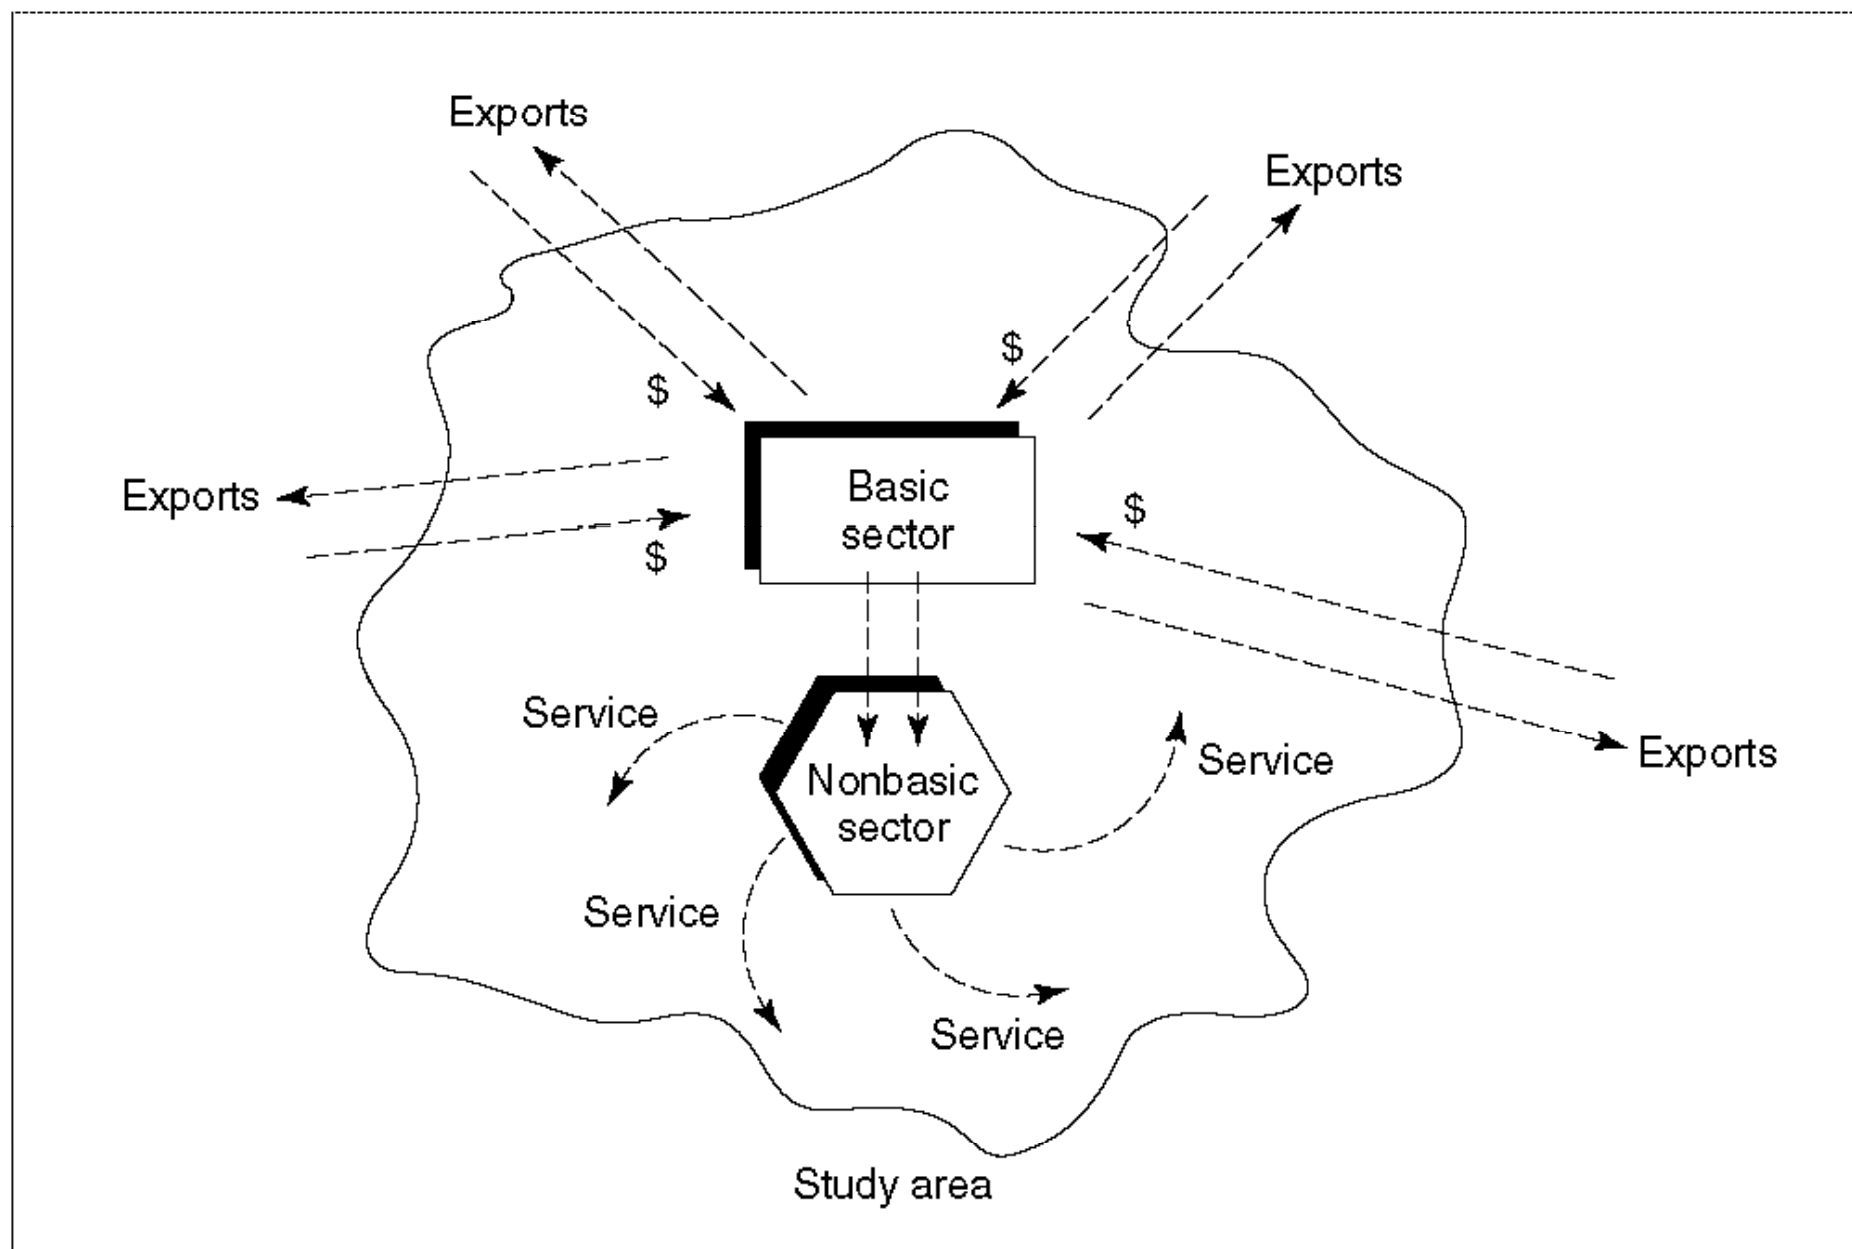 Exports
Exports
$
$
Basic
sector
Exports
$
$
Service
Service
Exports
Nonbasic
sector
Service
Service
Study area